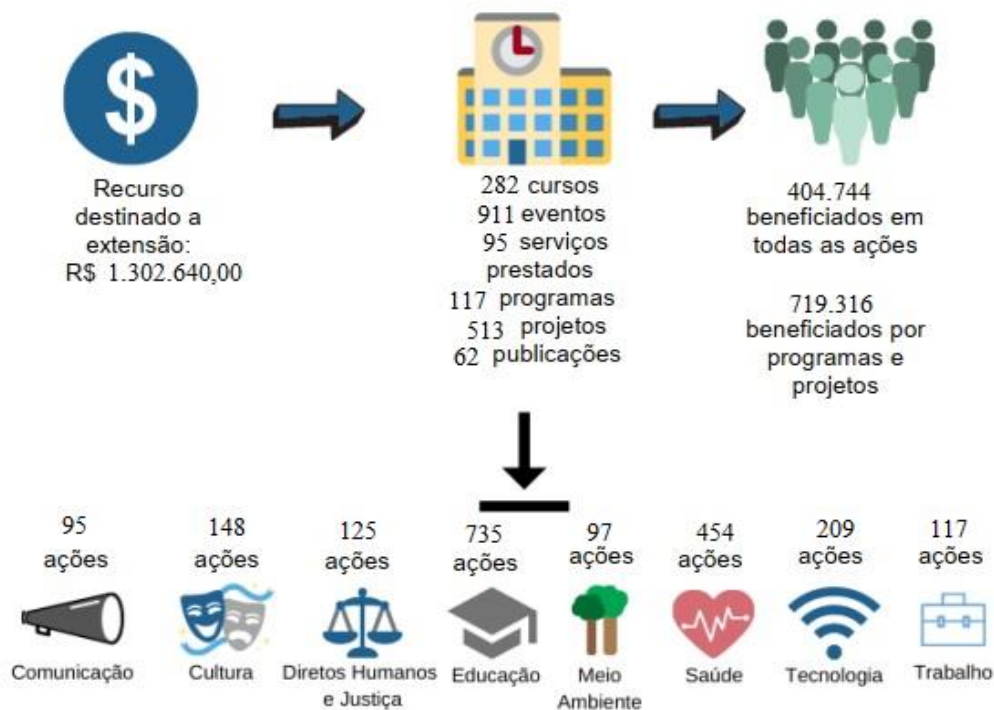 $
Recurso
destinado a
extensão:
R$ 1.302.640,00
282 cursos
911 eventos
95 serviços
prestados
117 programas
513 projetos
62 publicações
404.744
beneficiados em
todas as ações
719.316
beneficiados por
programas e
projetos
95
ações
Comunicação
148
ações
Cultura
125
ações
Diretos Humanos
e Justiça
735
ações
Educação
97
ações
Meio
Ambiente
454
ações
Saúde
209
ações
Tecnologia
117
ações
Trabalho